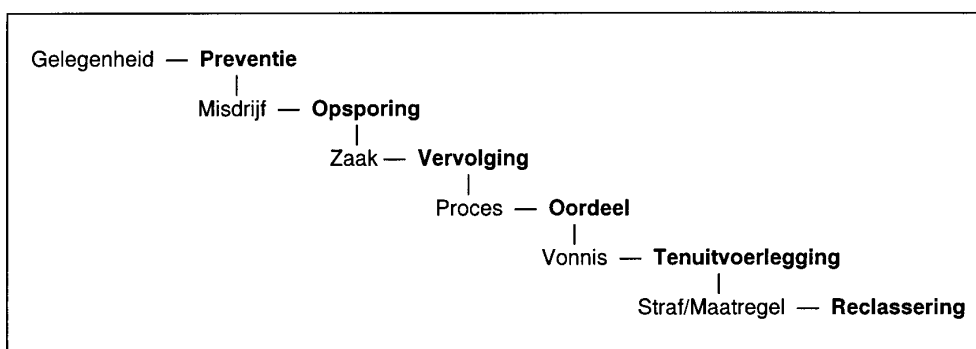 Gelegenheid — Preventie
Misdrijf — Opsporing
Zaak — Vervolging
Proces — Oordeel
Vonnis — Tenuitvoerlegging
Straf/Maatregel — Reclassering